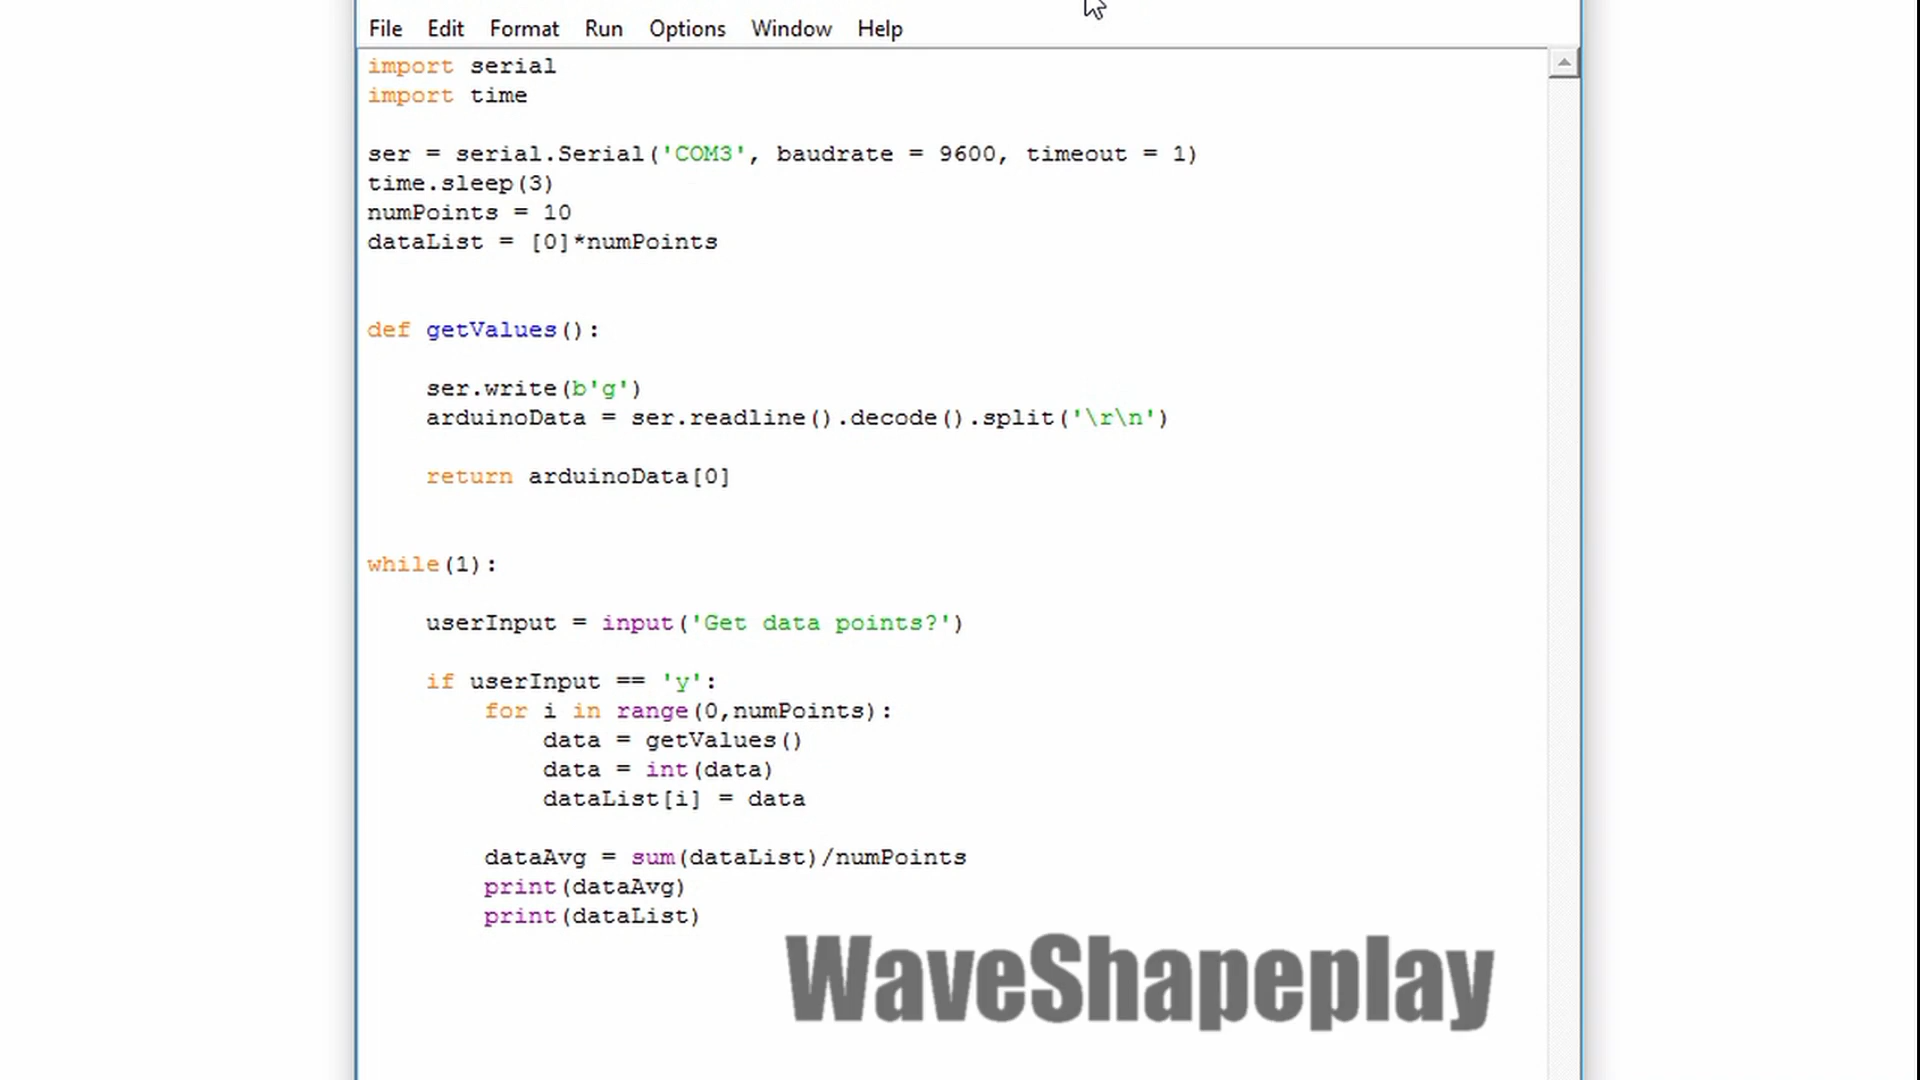 File Edit Format Run Options Window Help
import serial
import time
ser = serial.Serial('COM3', baudrate = 9600, timeout = 1)
time.sleep(3)
numPoints = 10
dataList = [0]*numPoints
def getValues():
    ser.write(b'g')
    arduinoData = ser.readline().decode().split('\r\n')
    return arduinoData[0]
while(1):
    userInput = input('Get data points?')
    if userInput == 'y':
        for i in range(0,numPoints):
            data = getValues()
            data = int(data)
            dataList[i] = data
        dataAvg = sum(dataList)/numPoints
        print(dataAvg)
        print(dataList)
WaveShapeplay